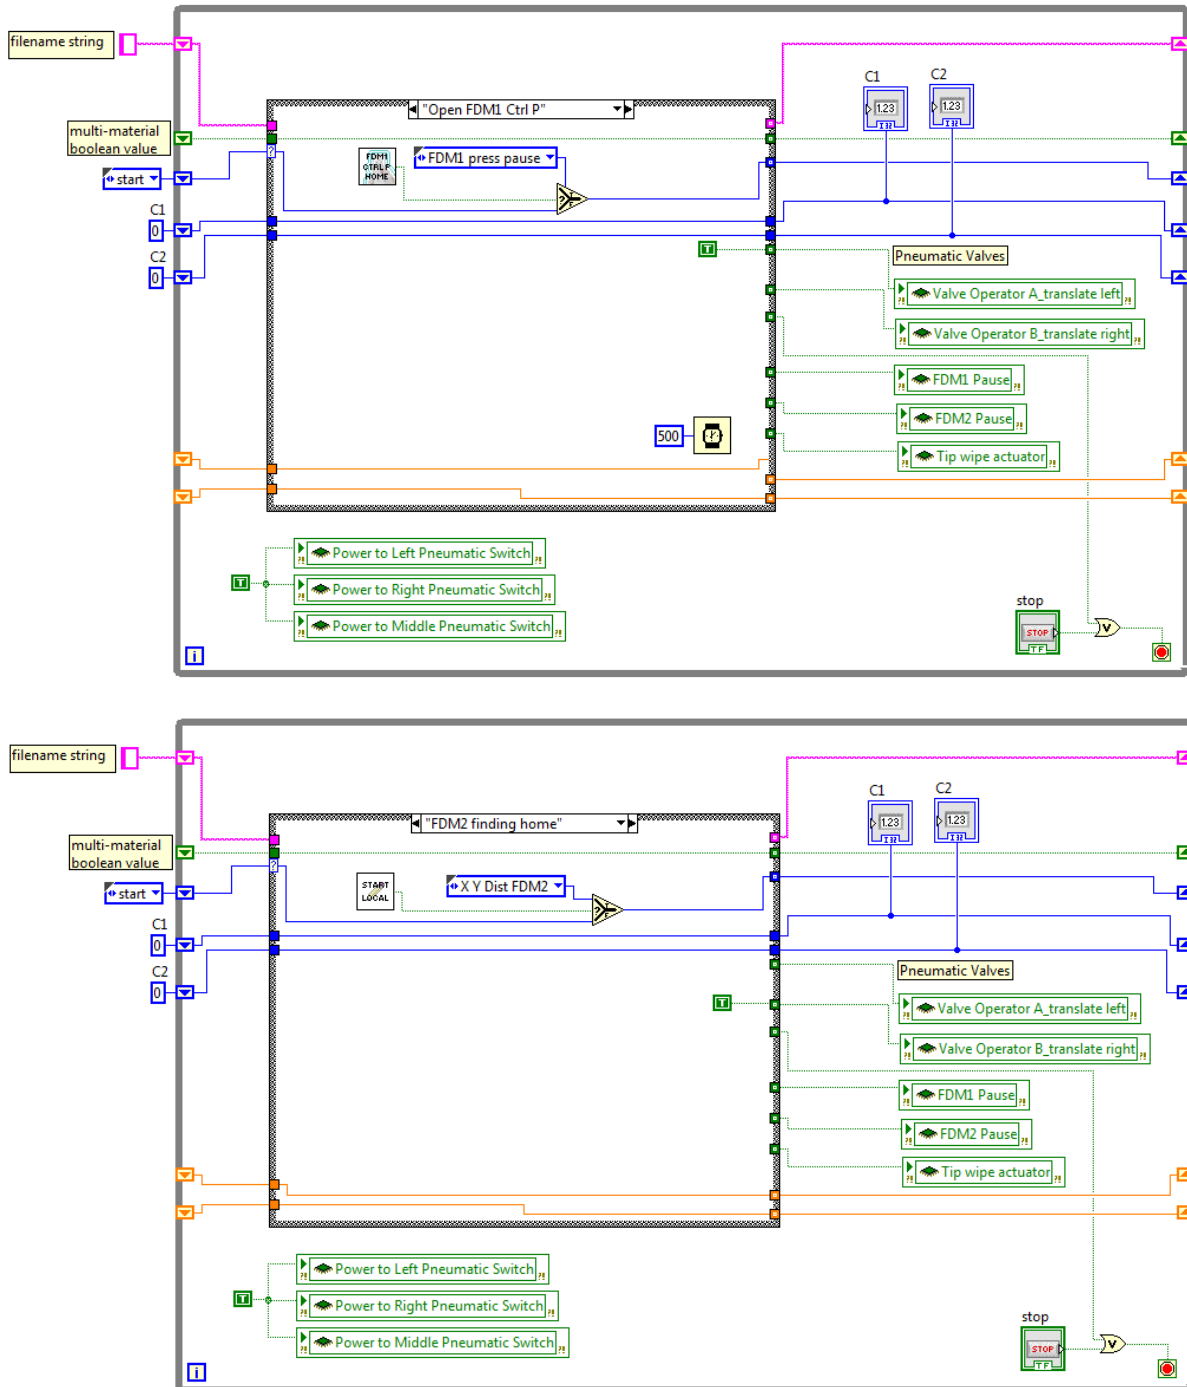 filename string
"Open FDM1 Ctrl P"
C1
C2
1.23
I32
1.23
I32
multi-material
boolean value
?
start
FDM1
CTRL P
HOME
FDM1 press pause
?
T
F
C1
0
C2
0
T
Pneumatic Valves
Valve Operator A_translate left
Valve Operator B_translate right
FDM1 Pause
FDM2 Pause
500
Tip wipe actuator
Power to Left Pneumatic Switch
T
Power to Right Pneumatic Switch
Power to Middle Pneumatic Switch
stop
STOP
TF
V
i
filename string
"FDM2 finding home"
C1
C2
1.23
I32
1.23
I32
multi-material
boolean value
?
start
START
LOCAL
X Y Dist FDM2
?
T
F
C1
0
C2
0
Pneumatic Valves
T
Valve Operator A_translate left
Valve Operator B_translate right
FDM1 Pause
FDM2 Pause
Tip wipe actuator
Power to Left Pneumatic Switch
T
Power to Right Pneumatic Switch
Power to Middle Pneumatic Switch
stop
STOP
TF
V
i